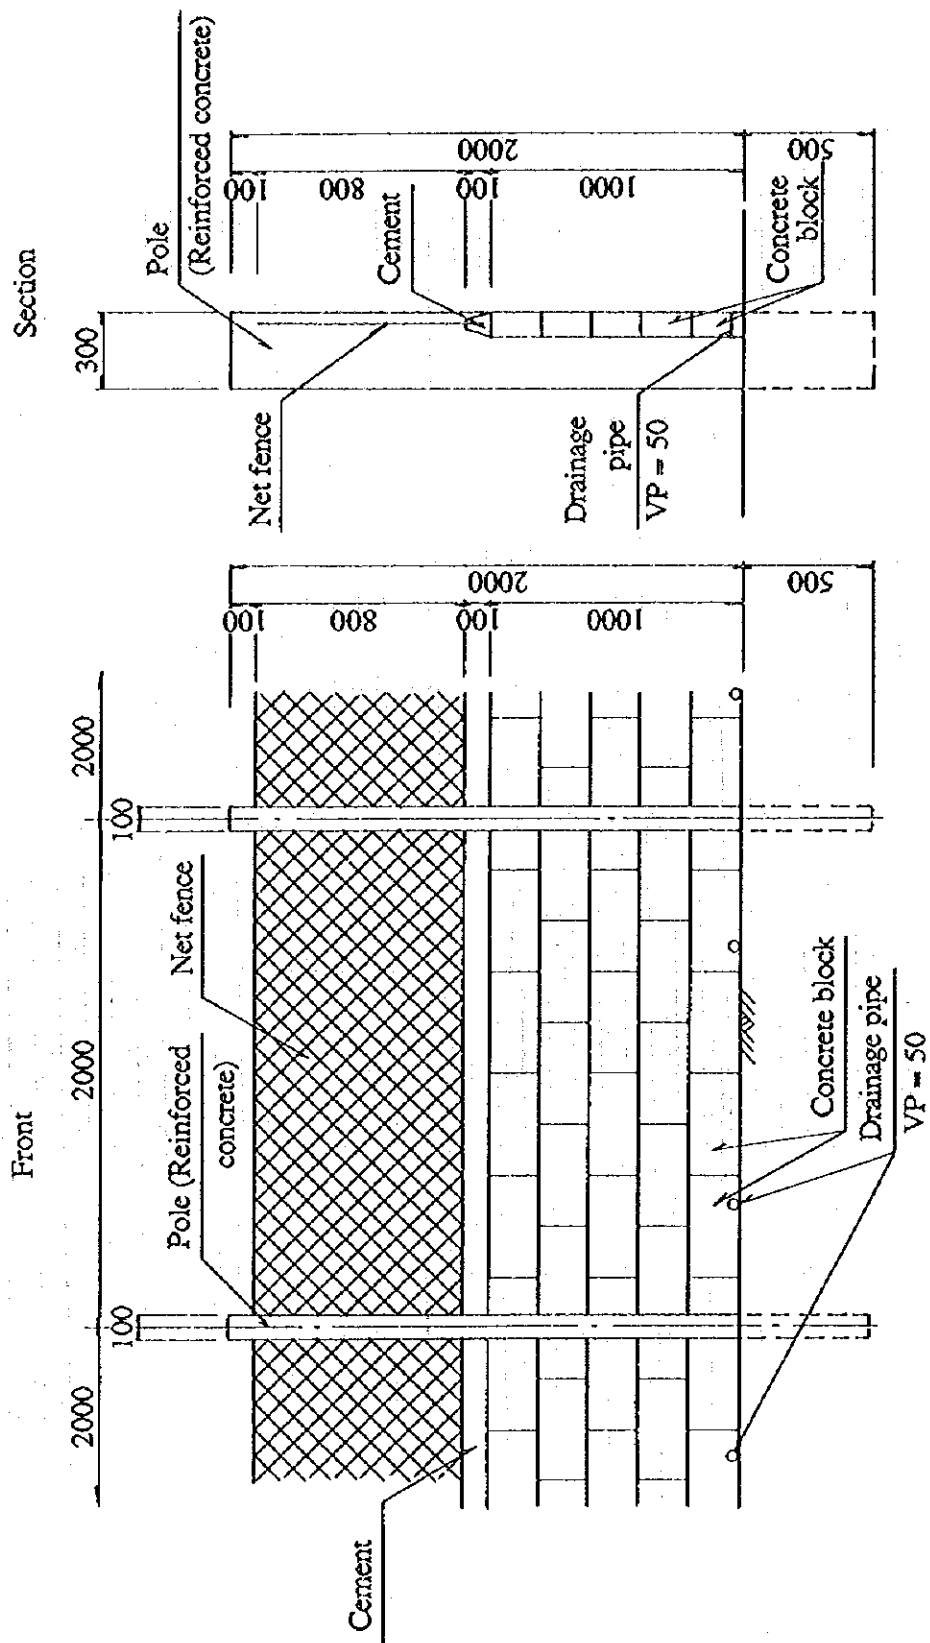 Front
2000
2000
2000
100
100
Pole (Reinforced
concrete)
Net fence
Cement
100
800
100
1000
2000
500
Concrete block
Drainage pipe
VP = 50
Section
300
Pole
(Reinforced concrete)
Net fence
Cement
100
800
100
1000
2000
500
Drainage
pipe
VP = 50
Concrete
block